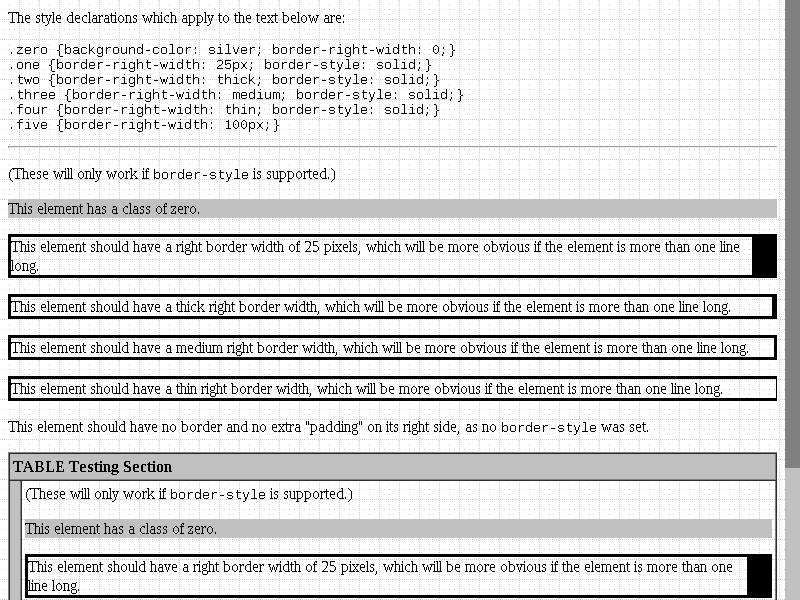 The style declarations which apply to the text below are:
.zero {background-color: silver; border-right-width: 0;}
.one {border-right-width: 25px; border-style: solid;}
.two {border-right-width: thick; border-style: solid;}
.three {border-right-width: medium; border-style: solid;}
.four {border-right-width: thin; border-style: solid;}
.five {border-right-width: 100px;}
(These will only work if border-style is supported.)
This element has a class of zero.
This element should have a right border width of 25 pixels, which will be more obvious if the element is more than one line
long.
This element should have a thick right border width, which will be more obvious if the element is more than one line long.
This element should have a medium right border width, which will be more obvious if the element is more than one line long.
This element should have a thin right border width, which will be more obvious if the element is more than one line long.
This element should have no border and no extra "padding" on its right side, as no border-style was set.
TABLE Testing Section
(These will only work if border-style is supported.)
This element has a class of zero.
This element should have a right border width of 25 pixels, which will be more obvious if the element is more than one
line long.